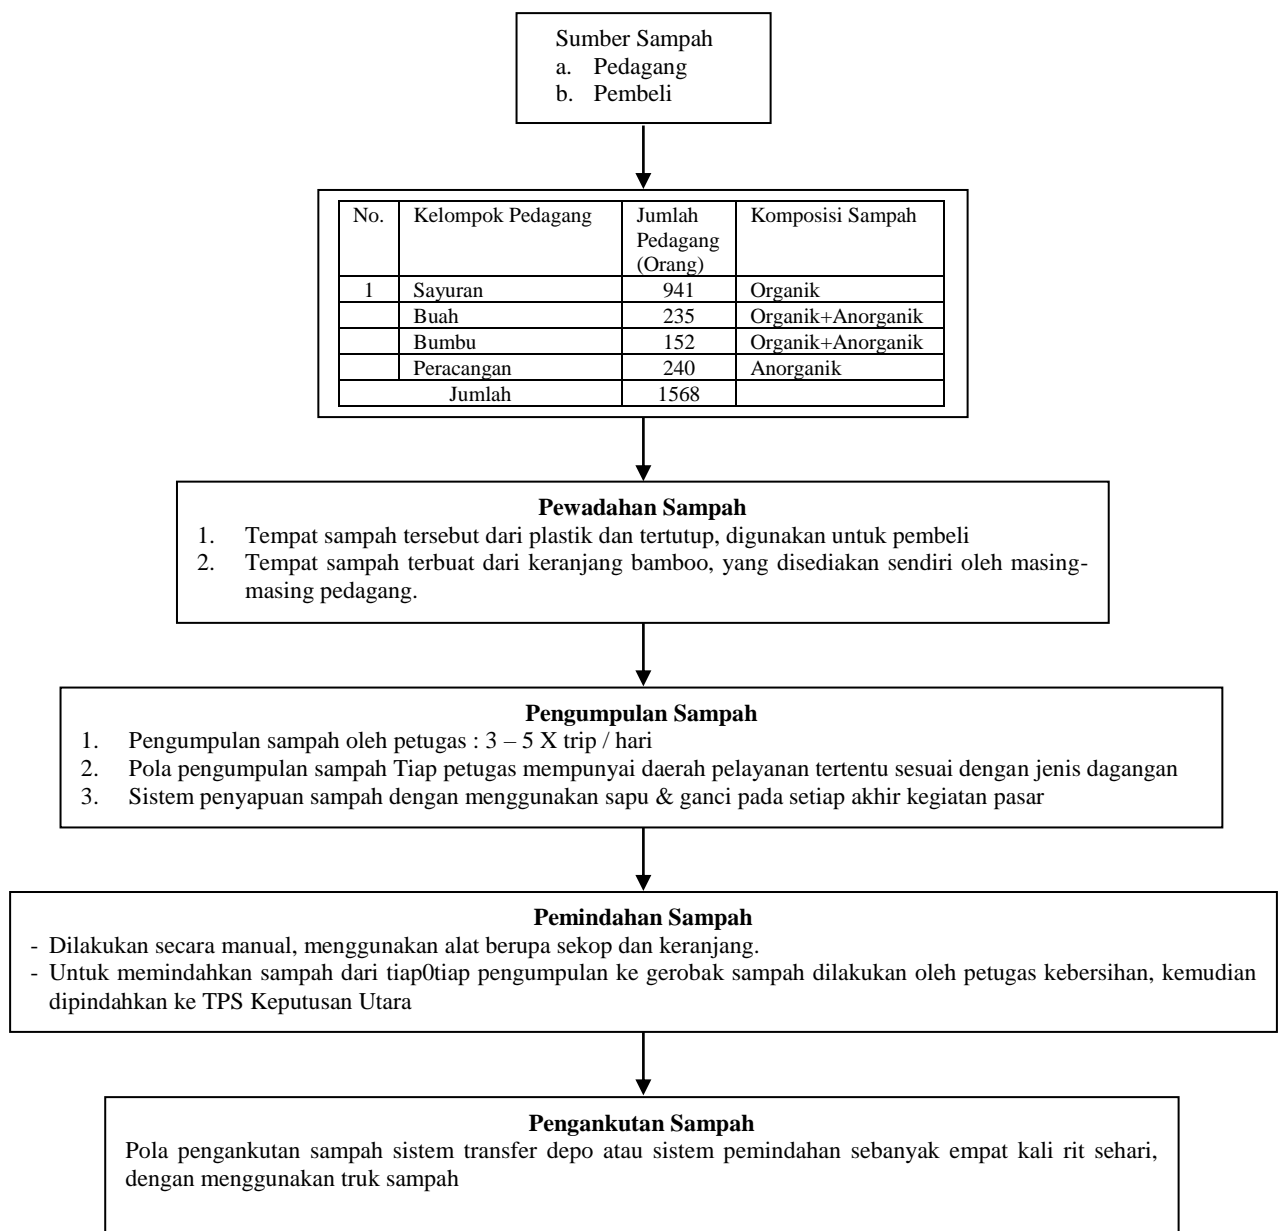 Sumber Sampah
a. Pedagang
b. Pembeli
No. Kelompok Pedagang Jumlah Pedagang (Orang) Komposisi Sampah
1 Sayuran 941 Organik
Buah 235 Organik+Anorganik
Bumbu 152 Organik+Anorganik
Peracangan 240 Anorganik
Jumlah 1568
Pewadahan Sampah
1. Tempat sampah tersebut dari plastik dan tertutup, digunakan untuk pembeli
2. Tempat sampah terbuat dari keranjang bamboo, yang disediakan sendiri oleh masing-
masing pedagang.
Pengumpulan Sampah
1. Pengumpulan sampah oleh petugas : 3 – 5 X trip / hari
2. Pola pengumpulan sampah Tiap petugas mempunyai daerah pelayanan tertentu sesuai dengan jenis dagangan
3. Sistem penyapuan sampah dengan menggunakan sapu & ganci pada setiap akhir kegiatan pasar
Pemindahan Sampah
- Dilakukan secara manual, menggunakan alat berupa sekop dan keranjang.
- Untuk memindahkan sampah dari tiap0tiap pengumpulan ke gerobak sampah dilakukan oleh petugas kebersihan, kemudian
dipindahkan ke TPS Keputusan Utara
Pengankutan Sampah
Pola pengankutan sampah sistem transfer depo atau sistem pemindahan sebanyak empat kali rit sehari,
dengan menggunakan truk sampah